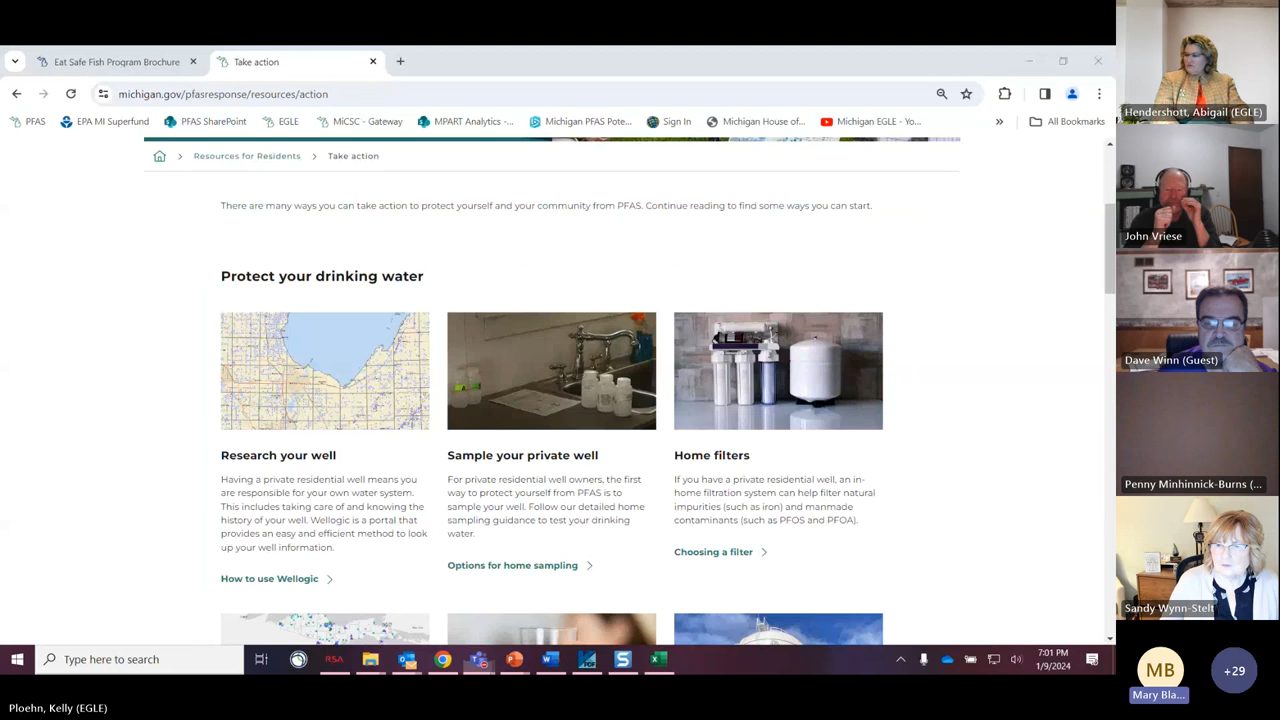 Eat Safe Fish Program Brochure
Take action
michigan.gov/pfasresponse/resources/action
PFAS
EPA MI Superfund
PFAS SharePoint
EGLE
MiCSC - Gateway
MPART Analytics -...
Michigan PFAS Pote...
Sign In
Michigan House of...
Michigan EGLE - Yo...
All Bookmarks
Resources for Residents
Take action
There are many ways you can take action to protect yourself and your community from PFAS. Continue reading to find some ways you can start.
Protect your drinking water
Research your well
Having a private residential well means you
are responsible for your own water system.
This includes taking care of and knowing the
history of your well. Wellogic is a portal that
provides an easy and efficient method to look
up your well information.
How to use Wellogic
Sample your private well
For private residential well owners, the first
way to protect yourself from PFAS is to
sample your well. Follow our detailed home
sampling guidance to test your drinking
water.
Options for home sampling
Home filters
If you have a private residential well, an in-
home filtration system can help filter natural
impurities (such as iron) and manmade
contaminants (such as PFOS and PFOA).
Choosing a filter
Type here to search
RSA
7:01 PM
1/9/2024
Ploehn, Kelly (EGLE)
Hendershott, Abigail (EGLE)
John Vriese
Dave Winn (Guest)
Penny Minhinnick-Burns (...
Sandy Wynn-Stelt
MB
Mary Bla...
+29